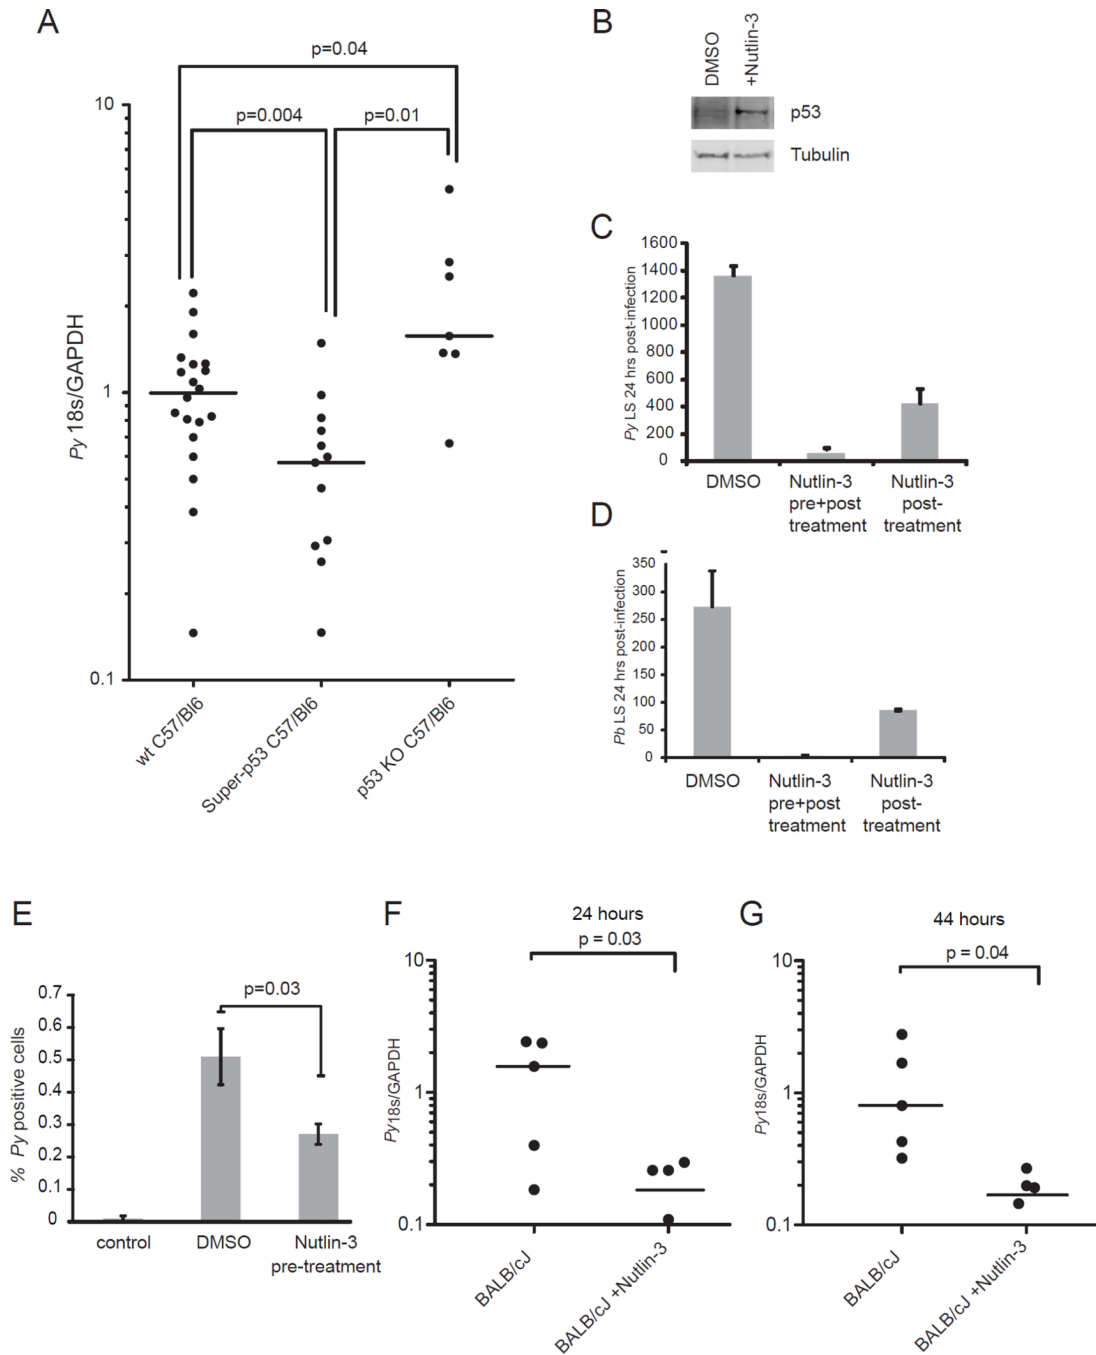 A
p=0.04
p=0.004
p=0.01
10
1
0.1
Py 18s/GAPDH
wt C57/Bl6
Super-p53 C57/Bl6
p53 KO C57/Bl6
B
DMSO
+Nutlin-3
p53
Tubulin
C
1600
1400
1200
1000
800
600
400
200
0
Py LS 24 hrs post-infection
DMSO
Nutlin-3
pre+post
treatment
Nutlin-3
post-
treatment
D
350
300
250
200
150
100
50
0
Pb LS 24 hrs post-infection
DMSO
Nutlin-3
pre+post
treatment
Nutlin-3
post-
treatment
E
p=0.03
0.7
0.6
0.5
0.4
0.3
0.2
0.1
0
% Py positive cells
control
DMSO
Nutlin-3
pre-treatment
F
24 hours
p = 0.03
10
1
0.1
Py18s/GAPDH
BALB/cJ
BALB/cJ +Nutlin-3
G
44 hours
p = 0.04
10
1
0.1
Py18s/GAPDH
BALB/cJ
BALB/cJ +Nutlin-3